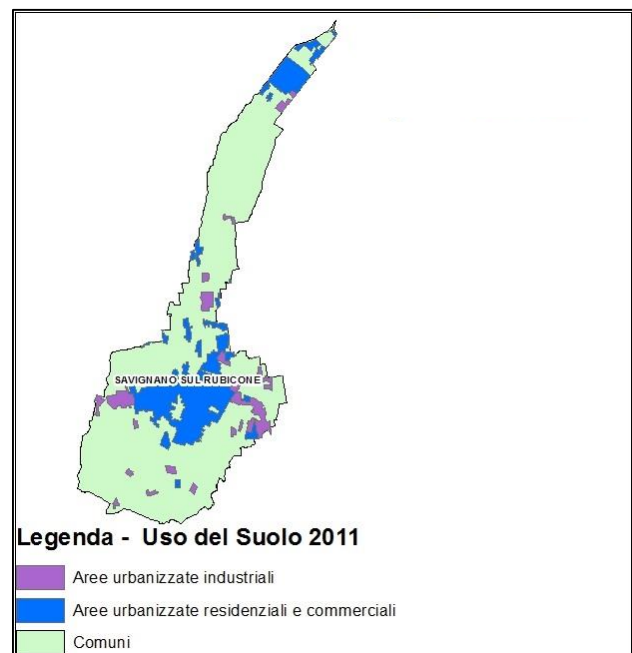 SAVIGNANO SUL RUBICONE
Legenda - Uso del Suolo 2011
Aree urbanizzate industriali
Aree urbanizzate residenziali e commerciali
Comuni